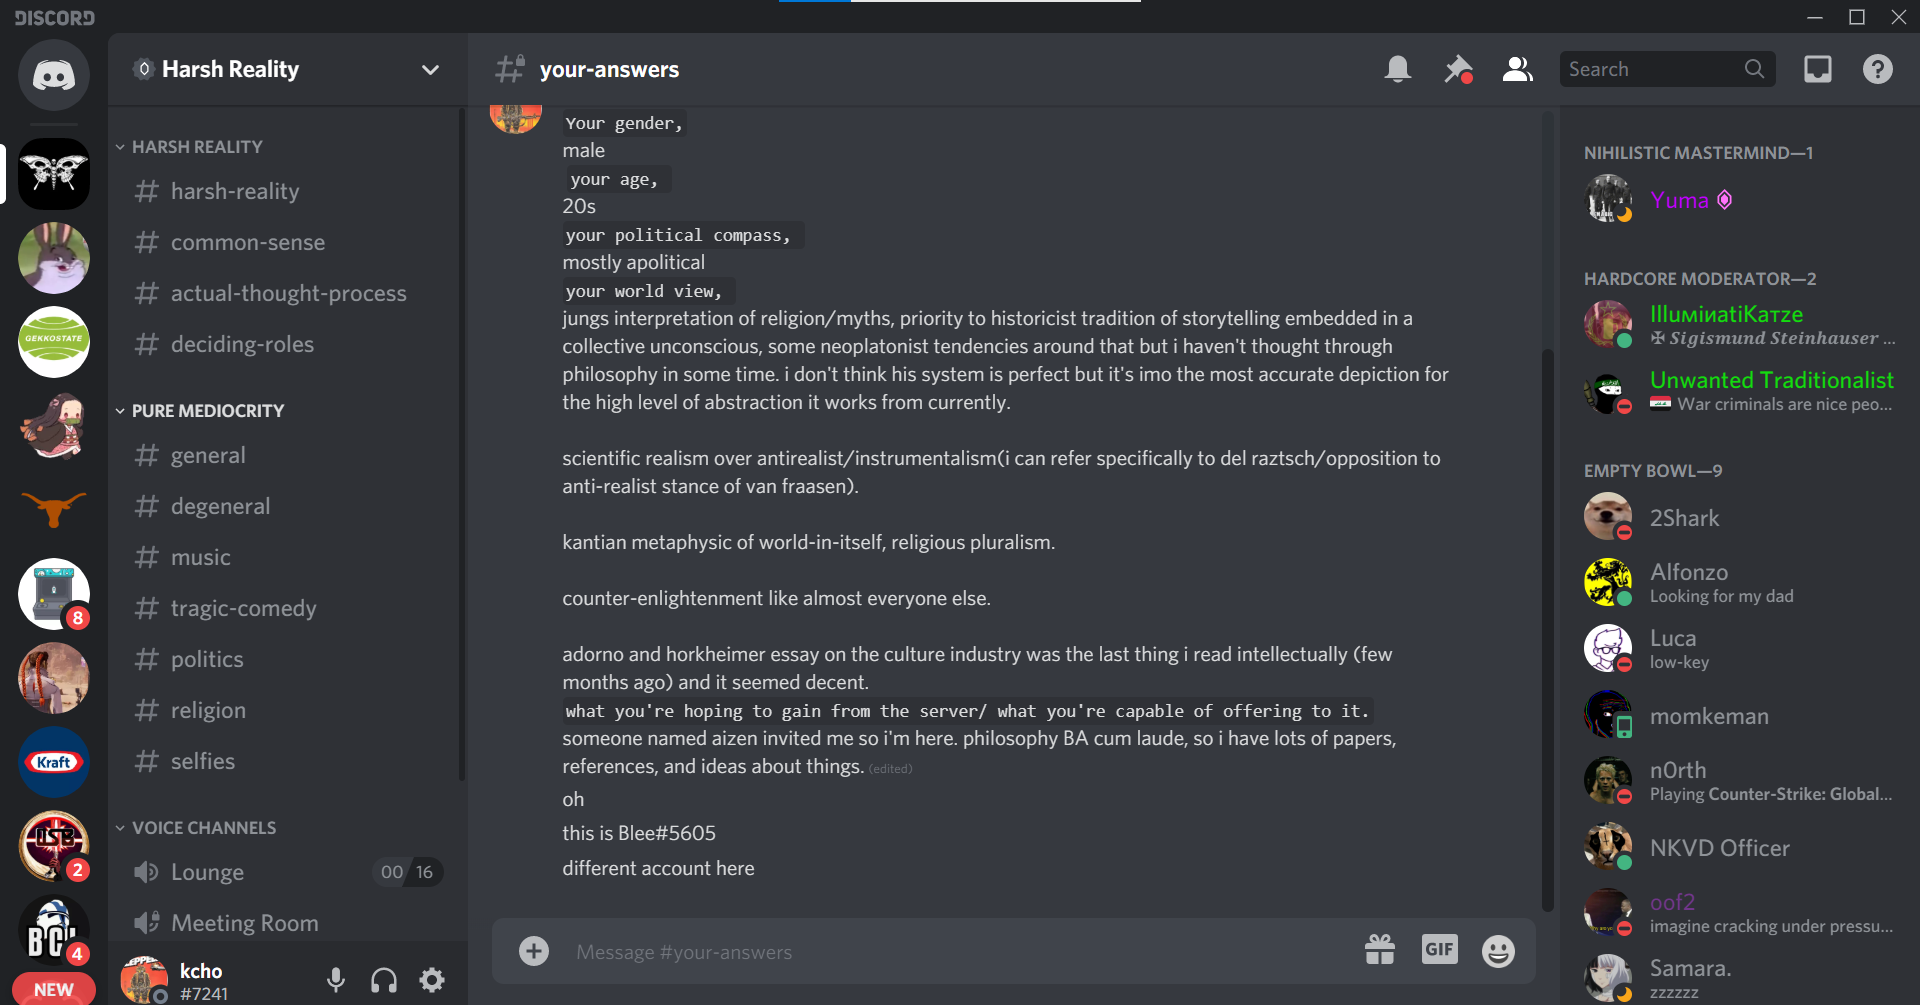 DISCORD
Harsh Reality
HARSH REALITY
harsh-reality
common-sense
actual-thought-process
deciding-roles
PURE MEDIOCRITY
general
degeneral
music
tragic-comedy
politics
religion
selfies
VOICE CHANNELS
Lounge
00 16
Meeting Room
GEKKOSTATE
8
Kraft
2
4
NEW
kcho
#7241
your-answers
Search
Your gender,
male
your age,
20s
your political compass,
mostly apolitical
your world view,
jungs interpretation of religion/myths, priority to historicist tradition of storytelling embedded in a
collective unconscious, some neoplatonist tendencies around that but i haven't thought through
philosophy in some time. i don't think his system is perfect but it's imo the most accurate depiction for
the high level of abstraction it works from currently.
scientific realism over antirealist/instrumentalism(i can refer specifically to del raztsch/opposition to
anti-realist stance of van fraasen).
kantian metaphysic of world-in-itself, religious pluralism.
counter-enlightenment like almost everyone else.
adorno and horkheimer essay on the culture industry was the last thing i read intellectually (few
months ago) and it seemed decent.
what you're hoping to gain from the server/ what you're capable of offering to it.
someone named aizen invited me so i'm here. philosophy BA cum laude, so i have lots of papers,
references, and ideas about things. (edited)
oh
this is Blee#5605
different account here
Message #your-answers
GIF
NIHILISTIC MASTERMIND—1
Yuma
HARDCORE MODERATOR—2
IlluмiиatiKaтze
✠ Sigismund Steinhauser ...
Unwanted Traditionalist
War criminals are nice peo...
EMPTY BOWL—9
2Shark
Alfonzo
Looking for my dad
Luca
low-key
momkeman
n0rth
Playing Counter-Strike: Global...
NKVD Officer
oof2
imagine cracking under pressu...
Samara.
zzzzzz